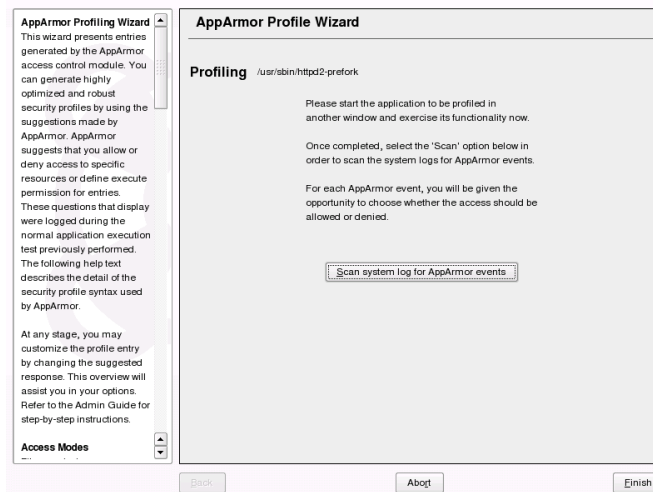 AppArmor Profiling Wizard
This wizard presents entries
generated by the AppArmor
access control module. You
can generate highly
optimized and robust
security profiles by using the
suggestions made by
AppArmor. AppArmor
suggests that you allow or
deny access to specific
resources or define execute
permission for entries.
These questions that display
were logged during the
normal application execution
test previously performed.
The following help text
describes the detail of the
security profile syntax used
by AppArmor.
At any stage, you may
customize the profile entry
by changing the suggested
response. This overview will
assist you in your options.
Refer to the Admin Guide for
step-by-step instructions.
Access Modes
AppArmor Profile Wizard
Profiling /usr/sbin/httpd2-prefork
Please start the application to be profiled in
another window and exercise its functionality now.
Once completed, select the 'Scan' option below in
order to scan the system logs for AppArmor events.
For each AppArmor event, you will be given the
opportunity to choose whether the access should be
allowed or denied.
Scan system log for AppArmor events
Back
Abort
Finish